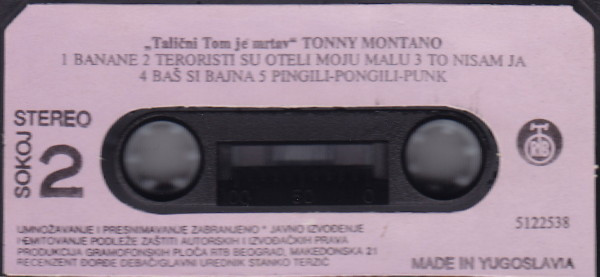 „Talični Tom je mrtav“ TONNY MONTANO
1 BANANE 2 TERORISTI SU OTELI MOJU MALU 3 TO NISAM JA
4 BAŠ SI BAJNA 5 PINGILI-PONGILI-PUNK
STEREO
SOKOJ
2
RTB
100 50 0
5122538
UMNOŽAVANJE I PRESNIMAVANJE ZABRANJENO * JAVNO IZVOĐENJE
I EMITOVANJE PODLEŽE ZAŠTITI AUTORSKIH I IZVOĐAČKIH PRAVA
PRODUKCIJA GRAMOFONSKIH PLOČA RTB BEOGRAD, MAKEDONSKA 21
RECENZENT ĐORĐE DEBAČ/GLAVNI UREDNIK STANKO TERZIĆ
MADE IN YUGOSLAVIA